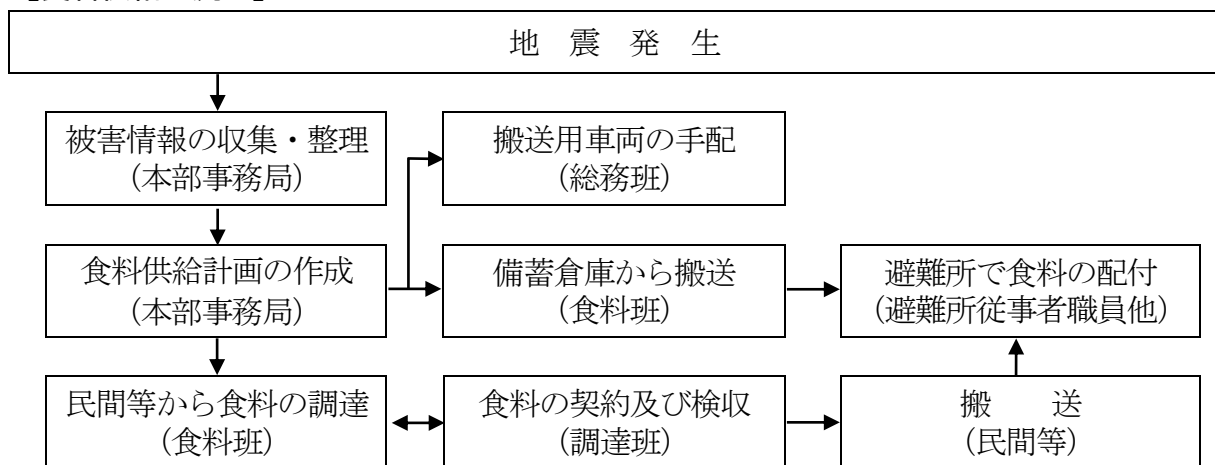 地 震 発 生
被害情報の収集・整理
(本部事務局)
搬送用車両の手配
(総務班)
食料供給計画の作成
(本部事務局)
備蓄倉庫から搬送
(食料班)
避難所で食料の配付
(避難所従事者職員他)
民間等から食料の調達
(食料班)
食料の契約及び検収
(調達班)
搬 送
(民間等)